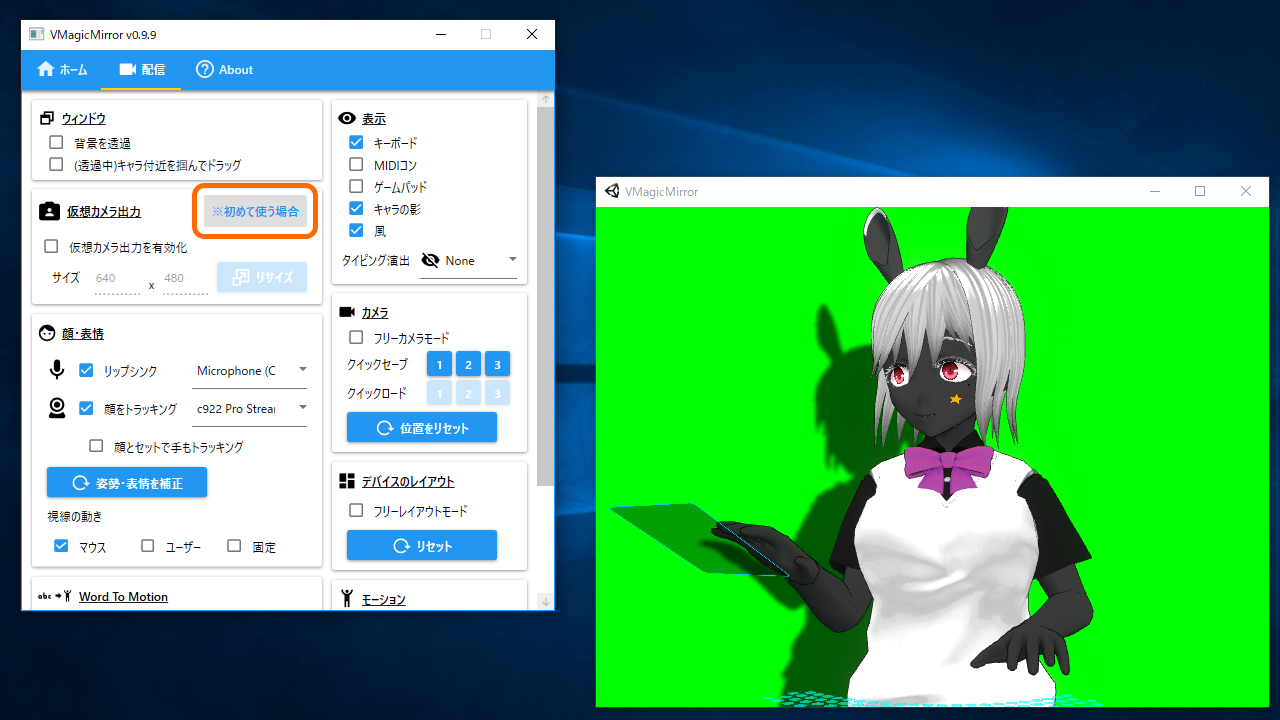 VMagicMirror v0.9.9
ホーム
配信
About
ウィンドウ
背景を透過
(透過中)キャラ付近を掴んでドラッグ
仮想カメラ出力
※初めて使う場合
仮想カメラ出力を有効化
サイズ 640 x 480 リサイズ
顔・表情
リップシンク Microphone (C
顔をトラッキング c922 Pro Strear
顔とセットで手もトラッキング
姿勢・表情を補正
視線の動き
マウス ユーザー 固定
abc Word To Motion
表示
キーボード
MIDIコン
ゲームパッド
キャラの影
風
タイピング演出 None
カメラ
フリーカメラモード
クイックセーブ 1 2 3
クイックロード 1 2 3
位置をリセット
デバイスのレイアウト
フリーレイアウトモード
リセット
モーション
VMagicMirror